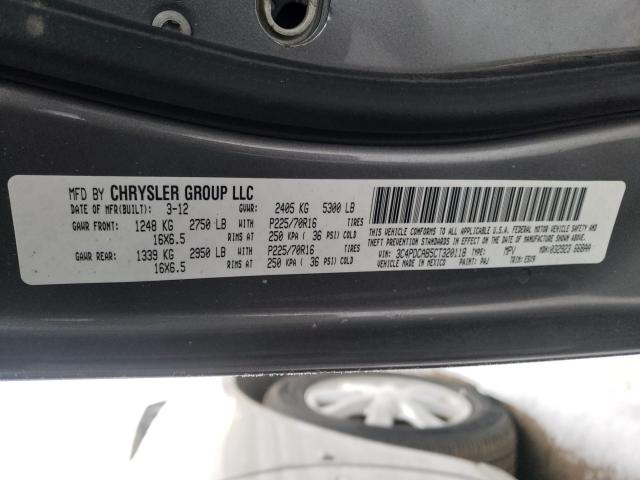 MFD BY CHRYSLER GROUP LLC
DATE OF MFR(BUILT): 3-12 GVWR: 2405 KG 5300 LB
GAWR FRONT: 1248 KG 2750 LB WITH P225/70R16 TIRES
16X6.5 RIMS AT 250 KPA ( 36 PSI) COLD
GAWR REAR: 1339 KG 2950 LB WITH P225/70R16 TIRES
16X6.5 RIMS AT 250 KPA ( 36 PSI) COLD
THIS VEHICLE CONFORMS TO ALL APPLICABLE U.S.A. FEDERAL MOTOR VEHICLE SAFETY AND
THEFT PREVENTION STANDARDS IN EFFECT ON THE DATE OF MANUFACTURE SHOWN ABOVE.
VIN: 3C4PDCAB5CT320118 TYPE: MPV MDH:
VEHICLE MADE IN MEXICO PAINT: PAJ TRIM: